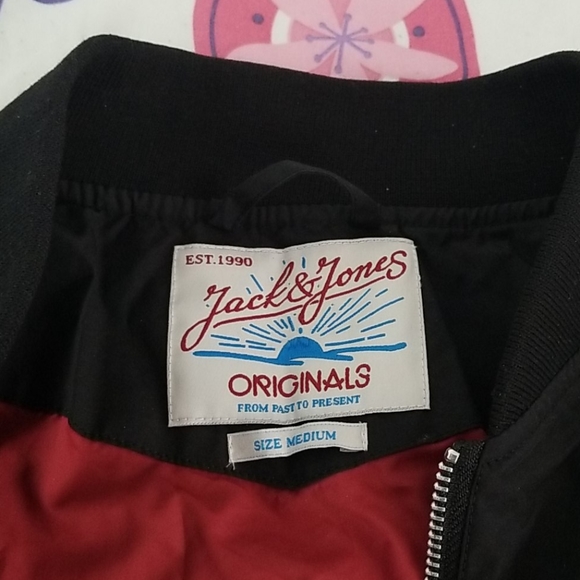 EST. 1990
Jack & Jones
ORIGINALS
FROM PAST TO PRESENT
SIZE MEDIUM